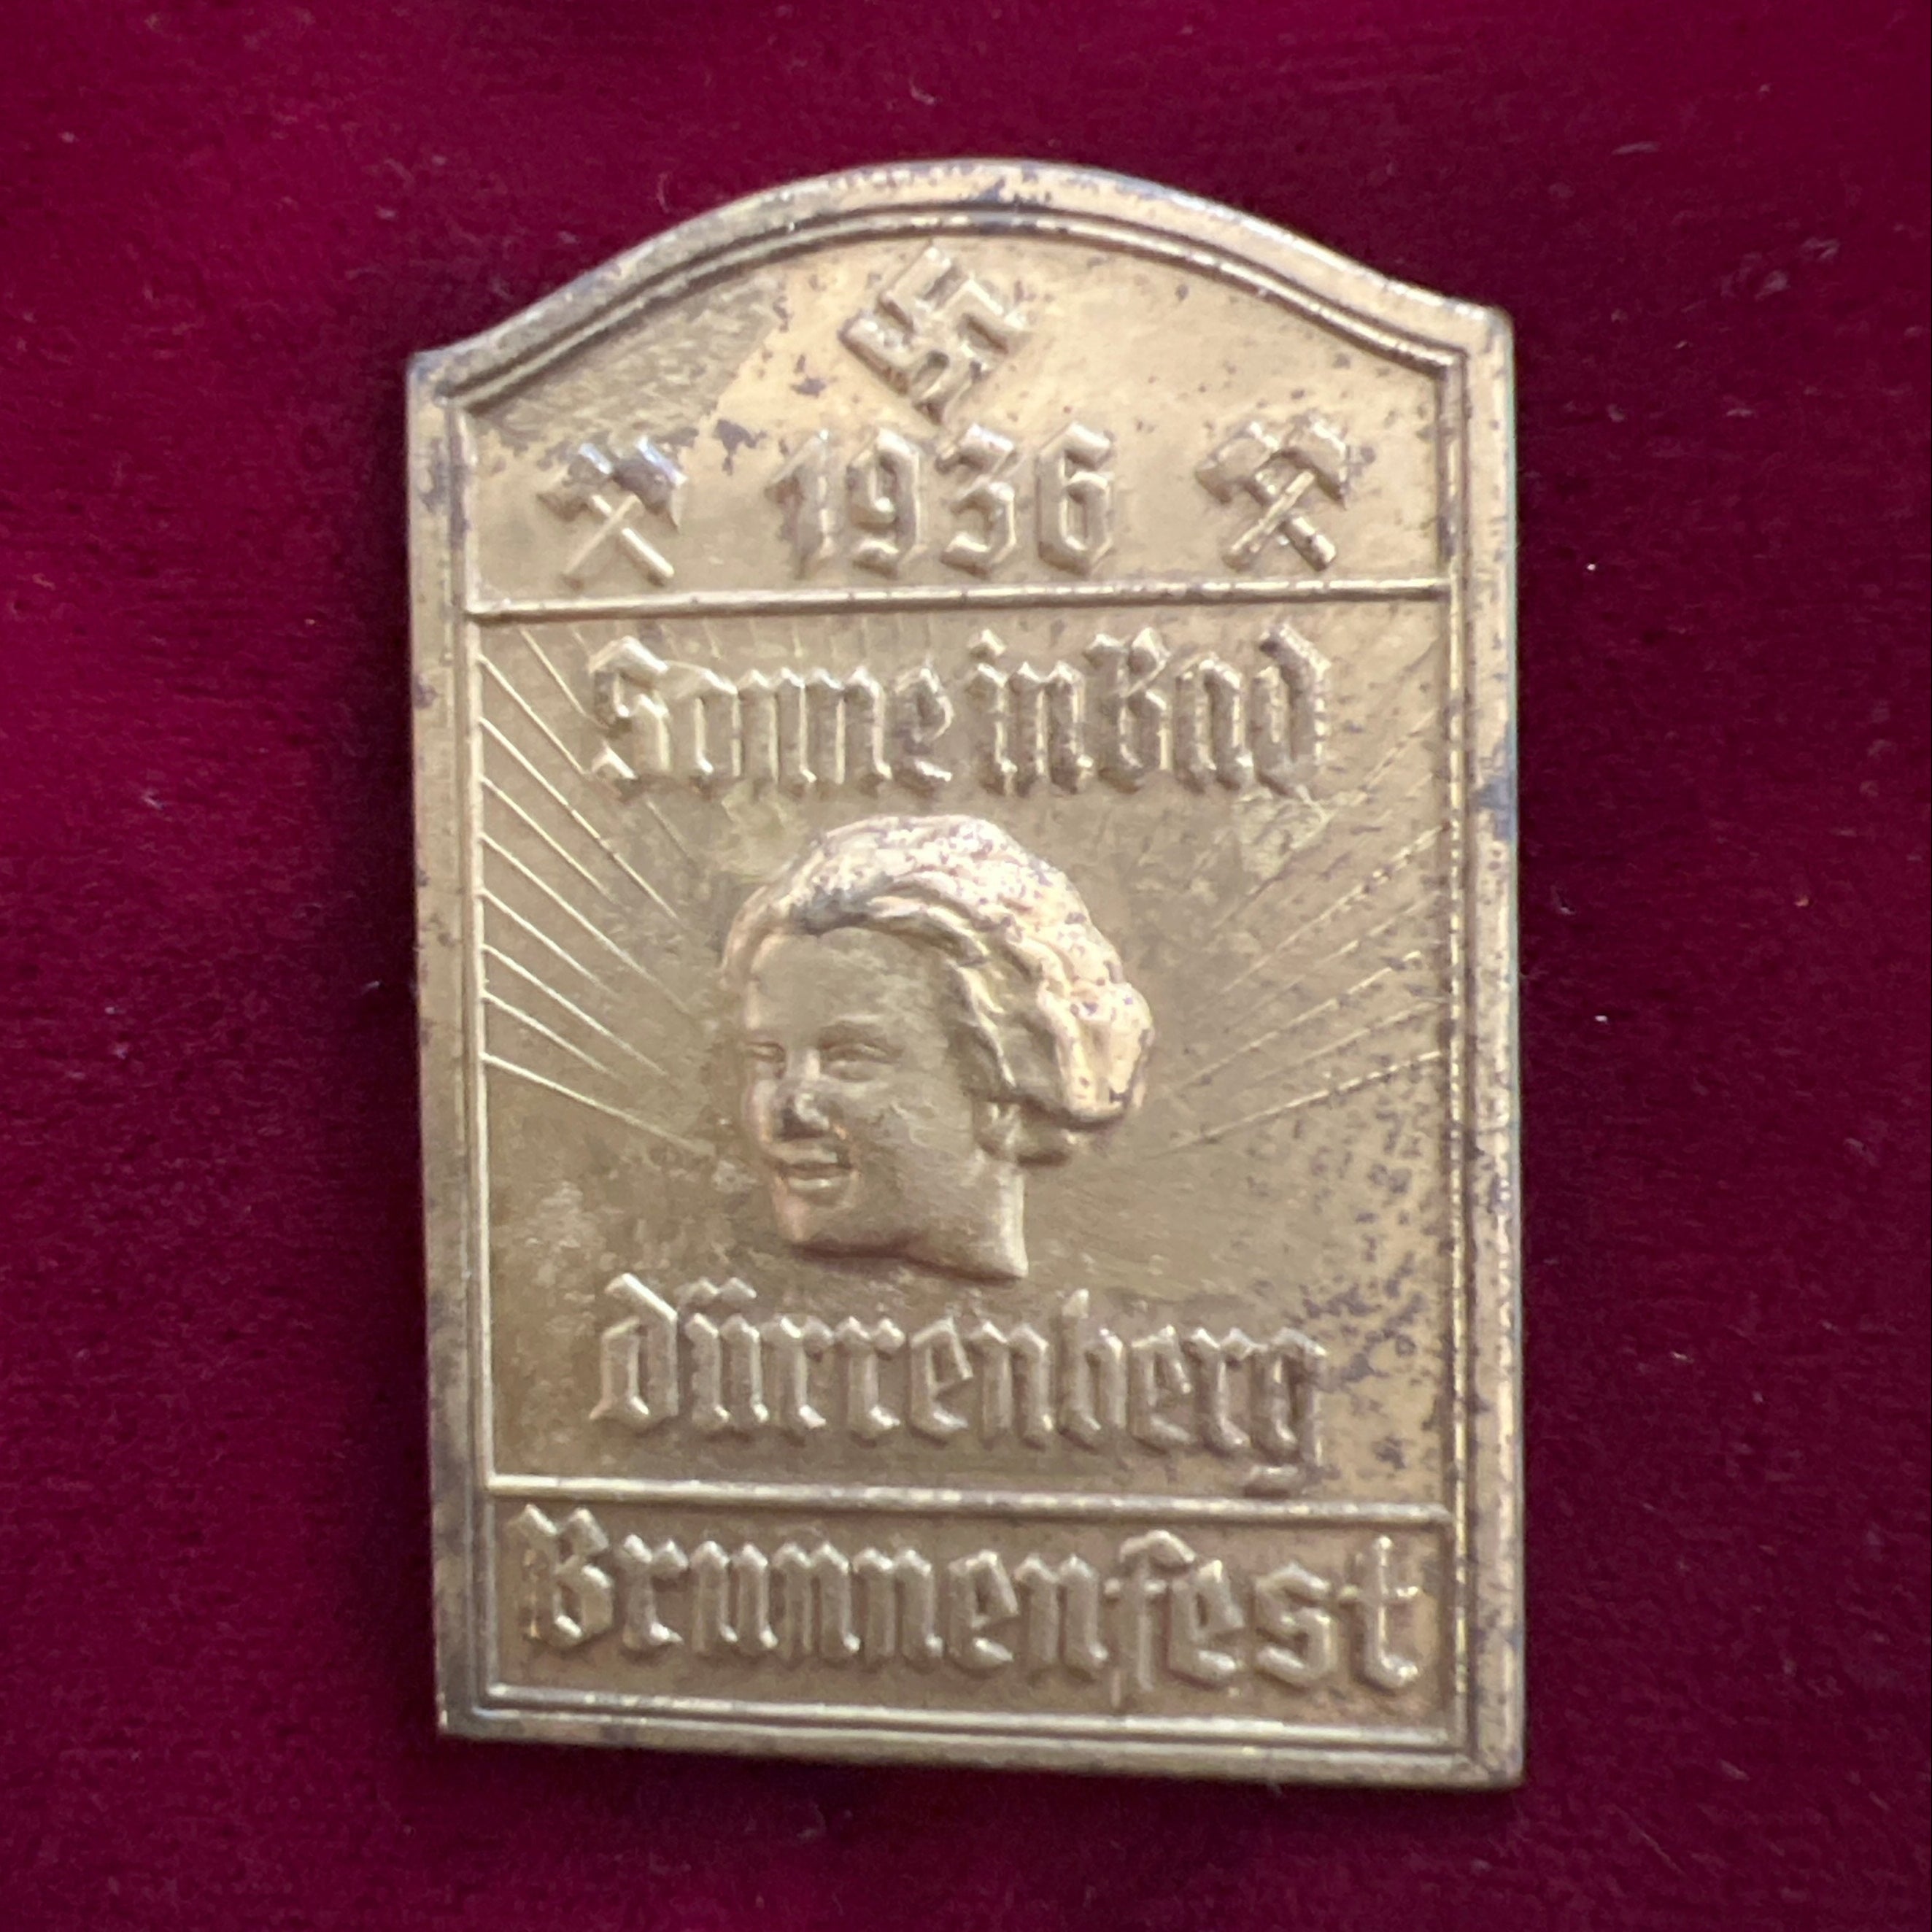 1936
Sonne in Bad
Dürrenberg
Brunnenfest